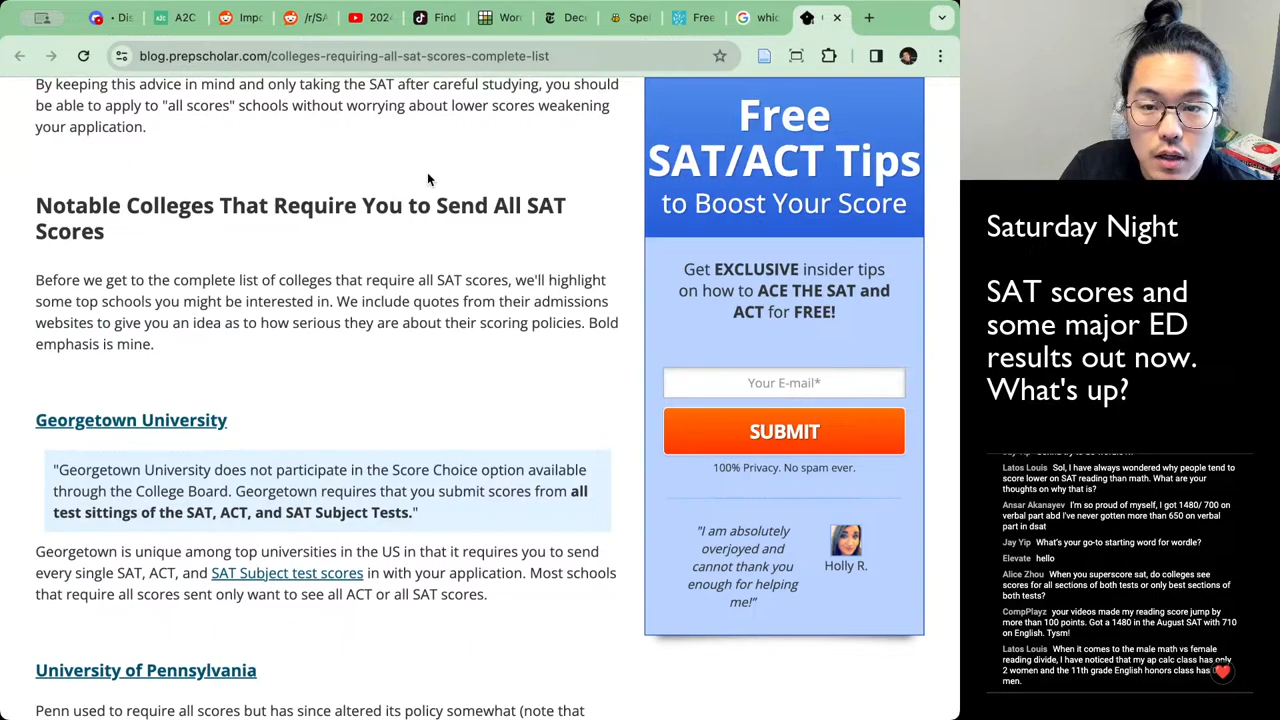 Dis
A2C
Impc
/r/SA
2024
Find
Wor
Dec
Spel
Free
whic
blog.prepscholar.com/colleges-requiring-all-sat-scores-complete-list
By keeping this advice in mind and only taking the SAT after careful studying, you should
be able to apply to "all scores" schools without worrying about lower scores weakening
your application.
Notable Colleges That Require You to Send All SAT
Scores
Before we get to the complete list of colleges that require all SAT scores, we'll highlight
some top schools you might be interested in. We include quotes from their admissions
websites to give you an idea as to how serious they are about their scoring policies. Bold
emphasis is mine.
Georgetown University
"Georgetown University does not participate in the Score Choice option available
through the College Board. Georgetown requires that you submit scores from all
test sittings of the SAT, ACT, and SAT Subject Tests."
Georgetown is unique among top universities in the US in that it requires you to send
every single SAT, ACT, and SAT Subject test scores in with your application. Most schools
that require all scores sent only want to see all ACT or all SAT scores.
University of Pennsylvania
Penn used to require all scores but has since altered its policy somewhat (note that
Free
SAT/ACT Tips
to Boost Your Score
Get EXCLUSIVE insider tips
on how to ACE THE SAT and
ACT for FREE!
Your E-mail*
SUBMIT
100% Privacy. No spam ever.
"I am absolutely
overjoyed and
cannot thank you
enough for helping
me!"
Holly R.
Saturday Night
SAT scores and
some major ED
results out now.
What's up?
Latos Louis Sol, I have always wondered why people tend to
score lower on SAT reading than math. What are your
thoughts on why that is?
Ansar Akanayev I'm so proud of myself, I got 1480/ 700 on
verbal part abd I've never gotten more than 650 on verbal
part in dsat
Jay Yip What's your go-to starting word for wordle?
Elevate hello
Alice Zhou When you superscore sat, do colleges see
scores for all sections of both tests or only best sections of
both tests?
CompPlayz your videos made my reading score jump by
more than 100 points. Got a 1480 in the August SAT with 710
on English. Tysm!
Latos Louis When it comes to the male math vs female
reading divide, I have noticed that my ap calc class has only
2 women and the 11th grade English honors class has
men.